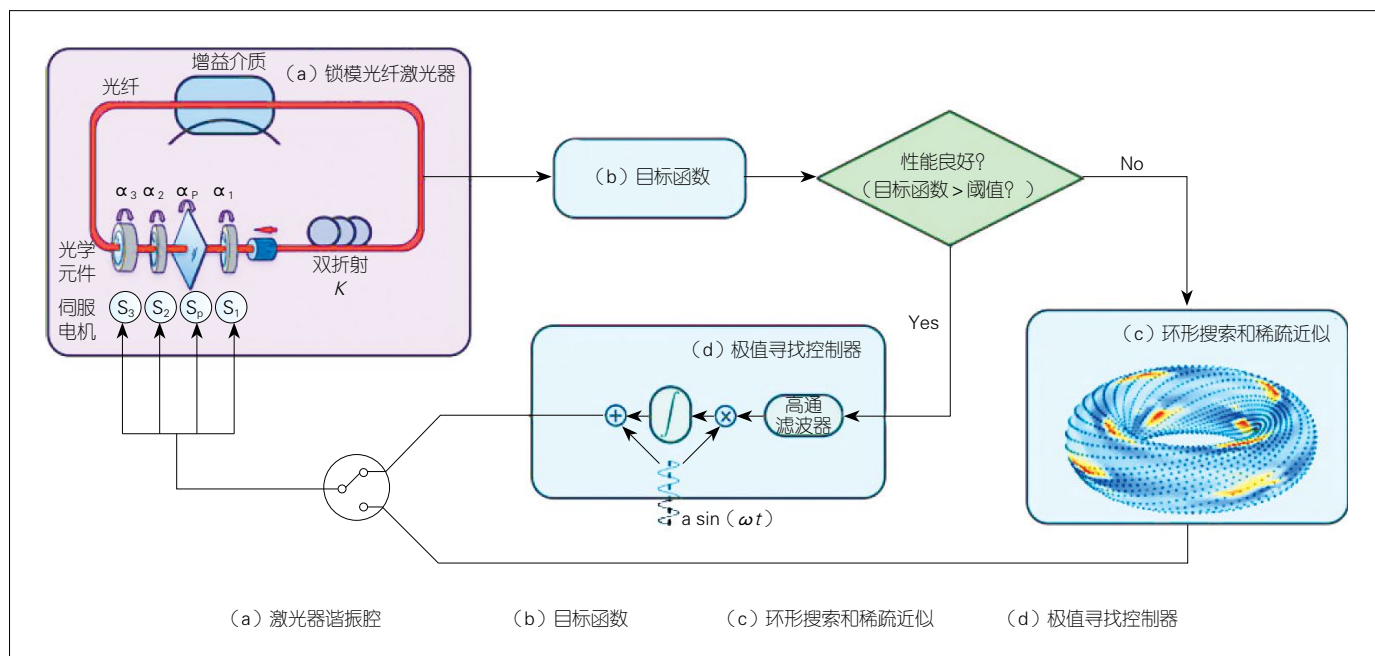 增益介质
(a)锁模光纤激光器
光纤
α3 α2 αP α1
光学
元件
双折射
K
伺服
电机
S3 S2 Sp S1
(b)目标函数
性能良好?
(目标函数>阈值?)
No
Yes
(c)环形搜索和稀疏近似
(d)极值寻找控制器
高通
滤波器
∫
+
×
a sin(ωt)
(a)激光器谐振腔 (b)目标函数 (c)环形搜索和稀疏近似 (d)极值寻找控制器